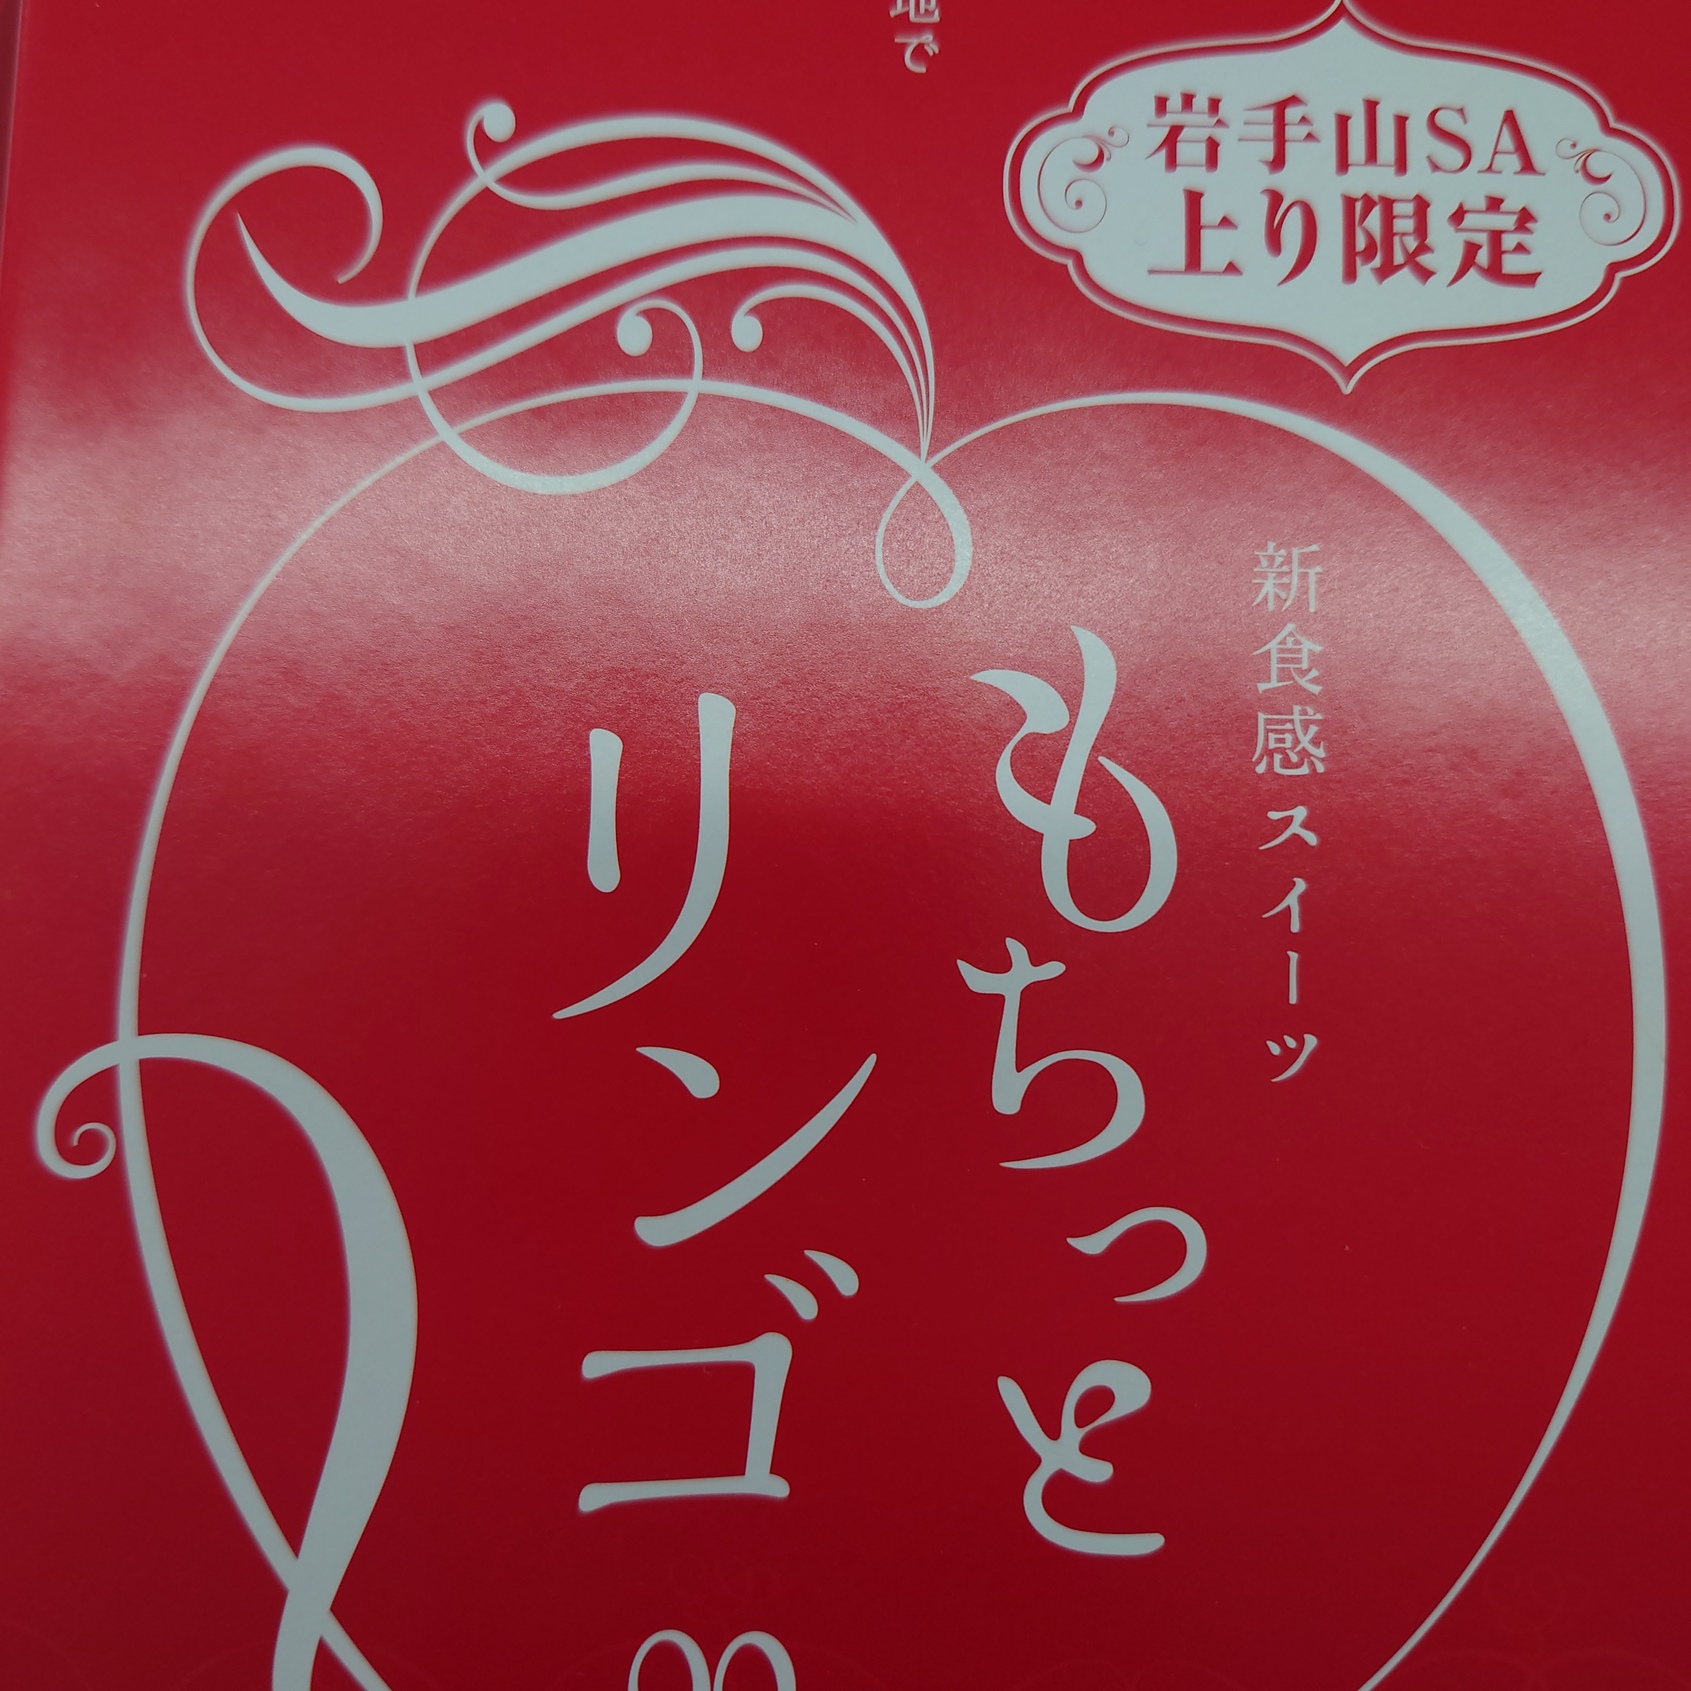 岩手山SA
上り限定
地で
新食感スイーツ
もちっと
リンゴ